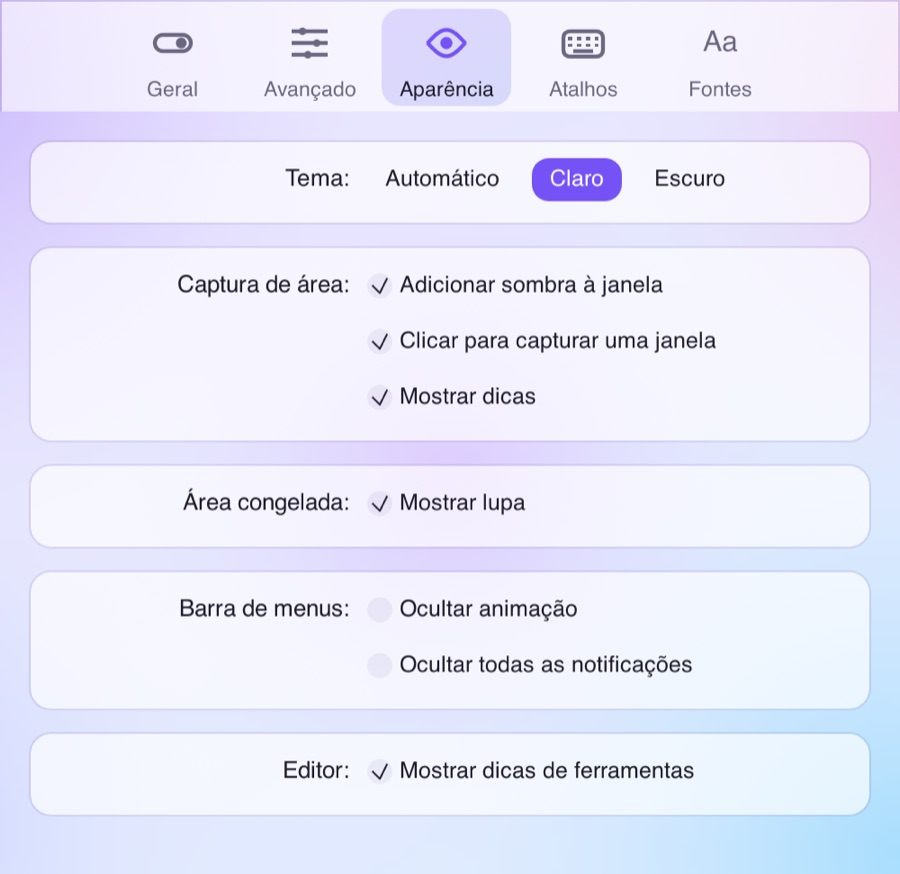 Geral
Avançado
Aparência
Aa
Atalhos
Fontes
Tema: Automático Claro Escuro
Captura de área: Adicionar sombra à janela
Clicar para capturar uma janela
Mostrar dicas
Área congelada: Mostrar lupa
Barra de menus: Ocultar animação
Ocultar todas as notificações
Editor: Mostrar dicas de ferramentas